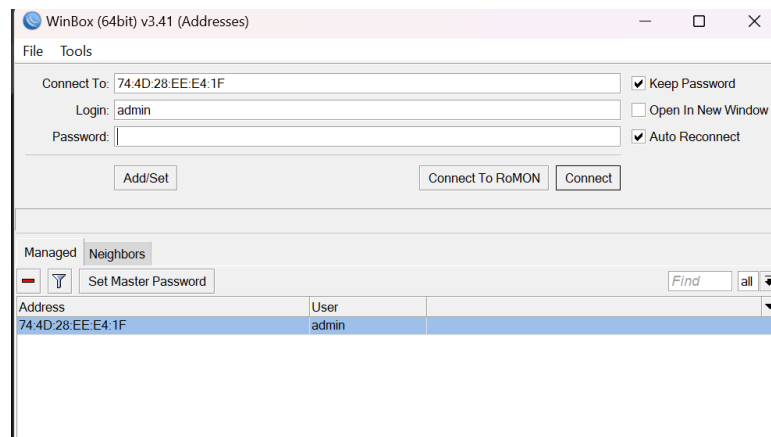 WinBox (64bit) v3.41 (Addresses)
File Tools
Connect To: 74:4D:28:EE:E4:1F
Keep Password
Login: admin
Open In New Window
Password:
Auto Reconnect
Add/Set
Connect To RoMON
Connect
Managed
Neighbors
Set Master Password
Find
all
Address User
74:4D:28:EE:E4:1F admin